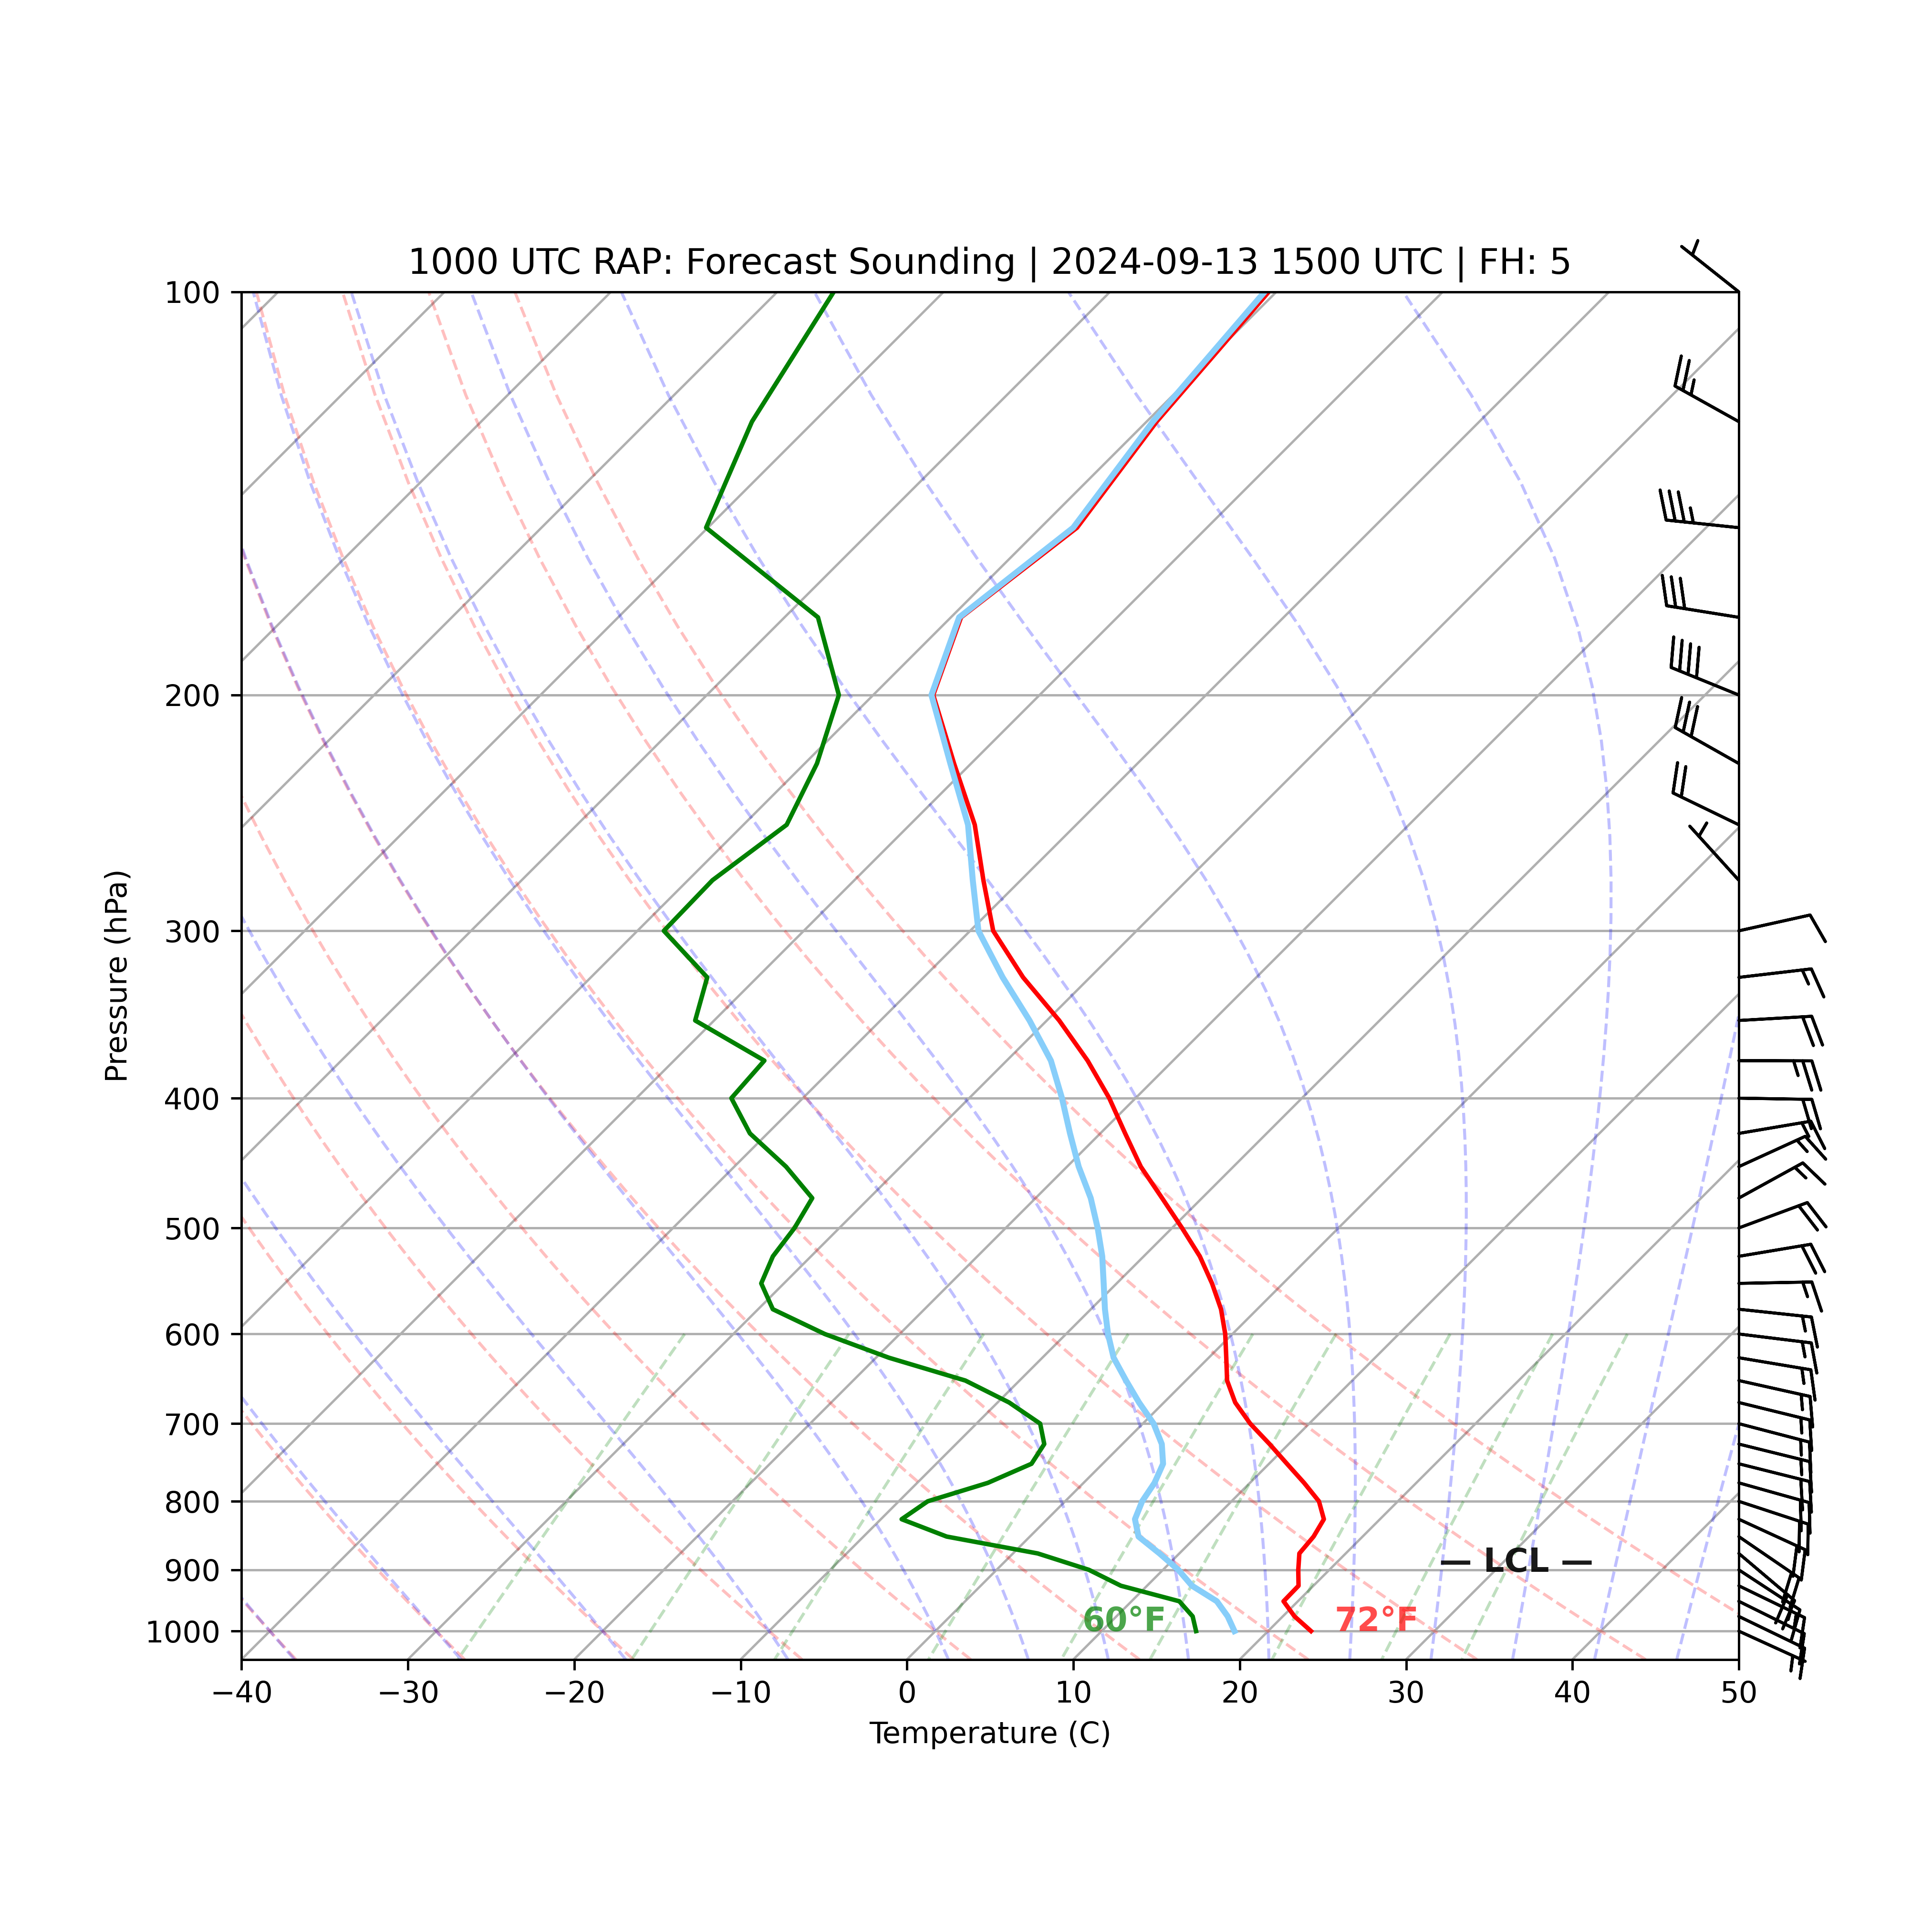 1000 UTC RAP: Forecast Sounding | 2024-09-13 1500 UTC | FH: 5
100
200
300
400
500
600
700
800
900
1000
Pressure (hPa)
— LCL —
60°F
72°F
−40 −30 −20 −10 0 10 20 30 40 50
Temperature (C)